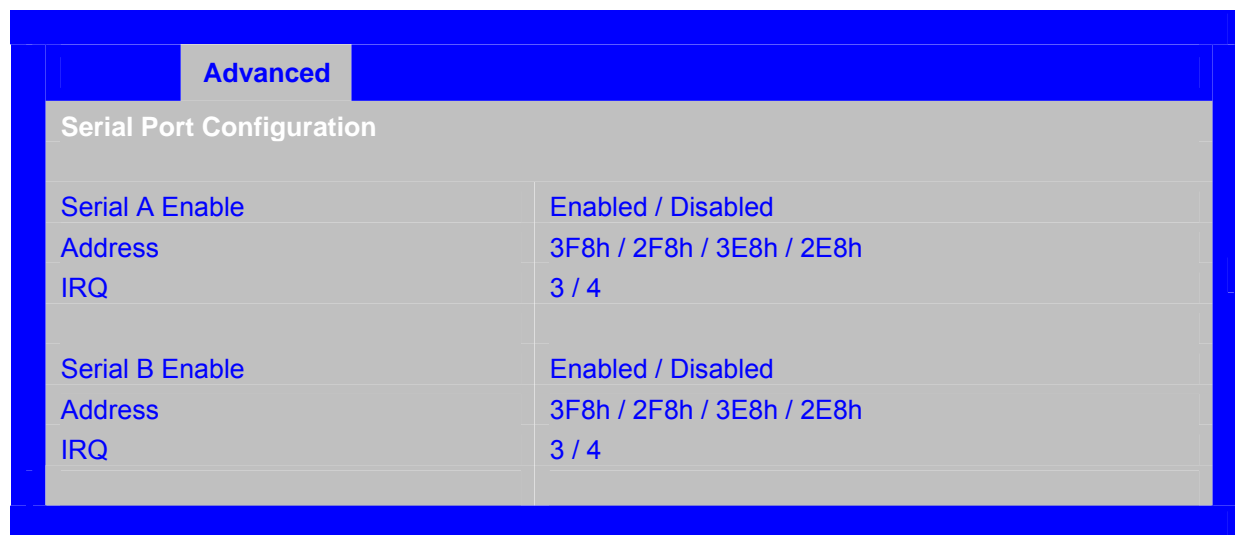 Advanced
Serial Port Configuration
Serial A Enable Enabled / Disabled
Address 3F8h / 2F8h / 3E8h / 2E8h
IRQ 3 / 4
Serial B Enable Enabled / Disabled
Address 3F8h / 2F8h / 3E8h / 2E8h
IRQ 3 / 4